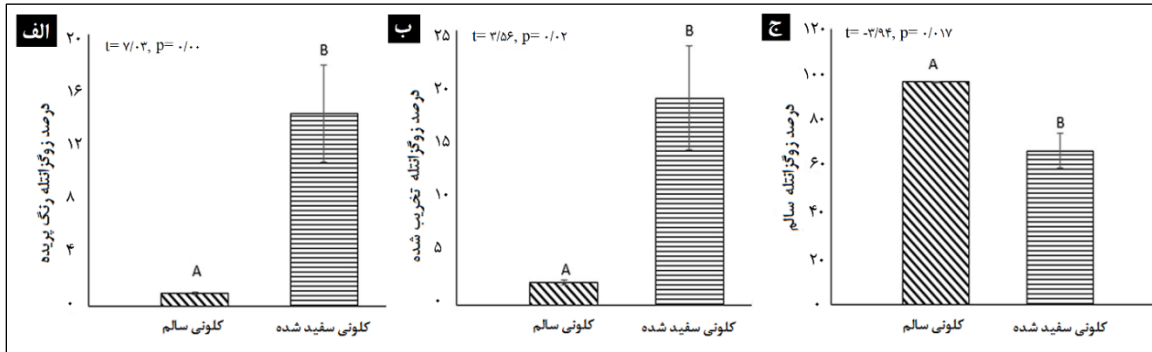 الف
t= ۷/۰۳, p= ۰/۰۰
درصد زوگزانتله رنگ پریده
۲۰
۱۶
۱۲
۸
۴
۰
A
B
کلونی سالم
کلونی سفید شده
ب
t= ۳/۵۶, p= ۰/۰۲
درصد زوگزانتله تخریب شده
۲۵
۲۰
۱۵
۱۰
۵
۰
A
B
کلونی سالم
کلونی سفید شده
ج
t= -۳/۹۴, p= ۰/۰۱۷
درصد زوگزانتله سالم
۱۲۰
۱۰۰
۸۰
۶۰
۴۰
۲۰
۰
A
B
کلونی سالم
کلونی سفید شده